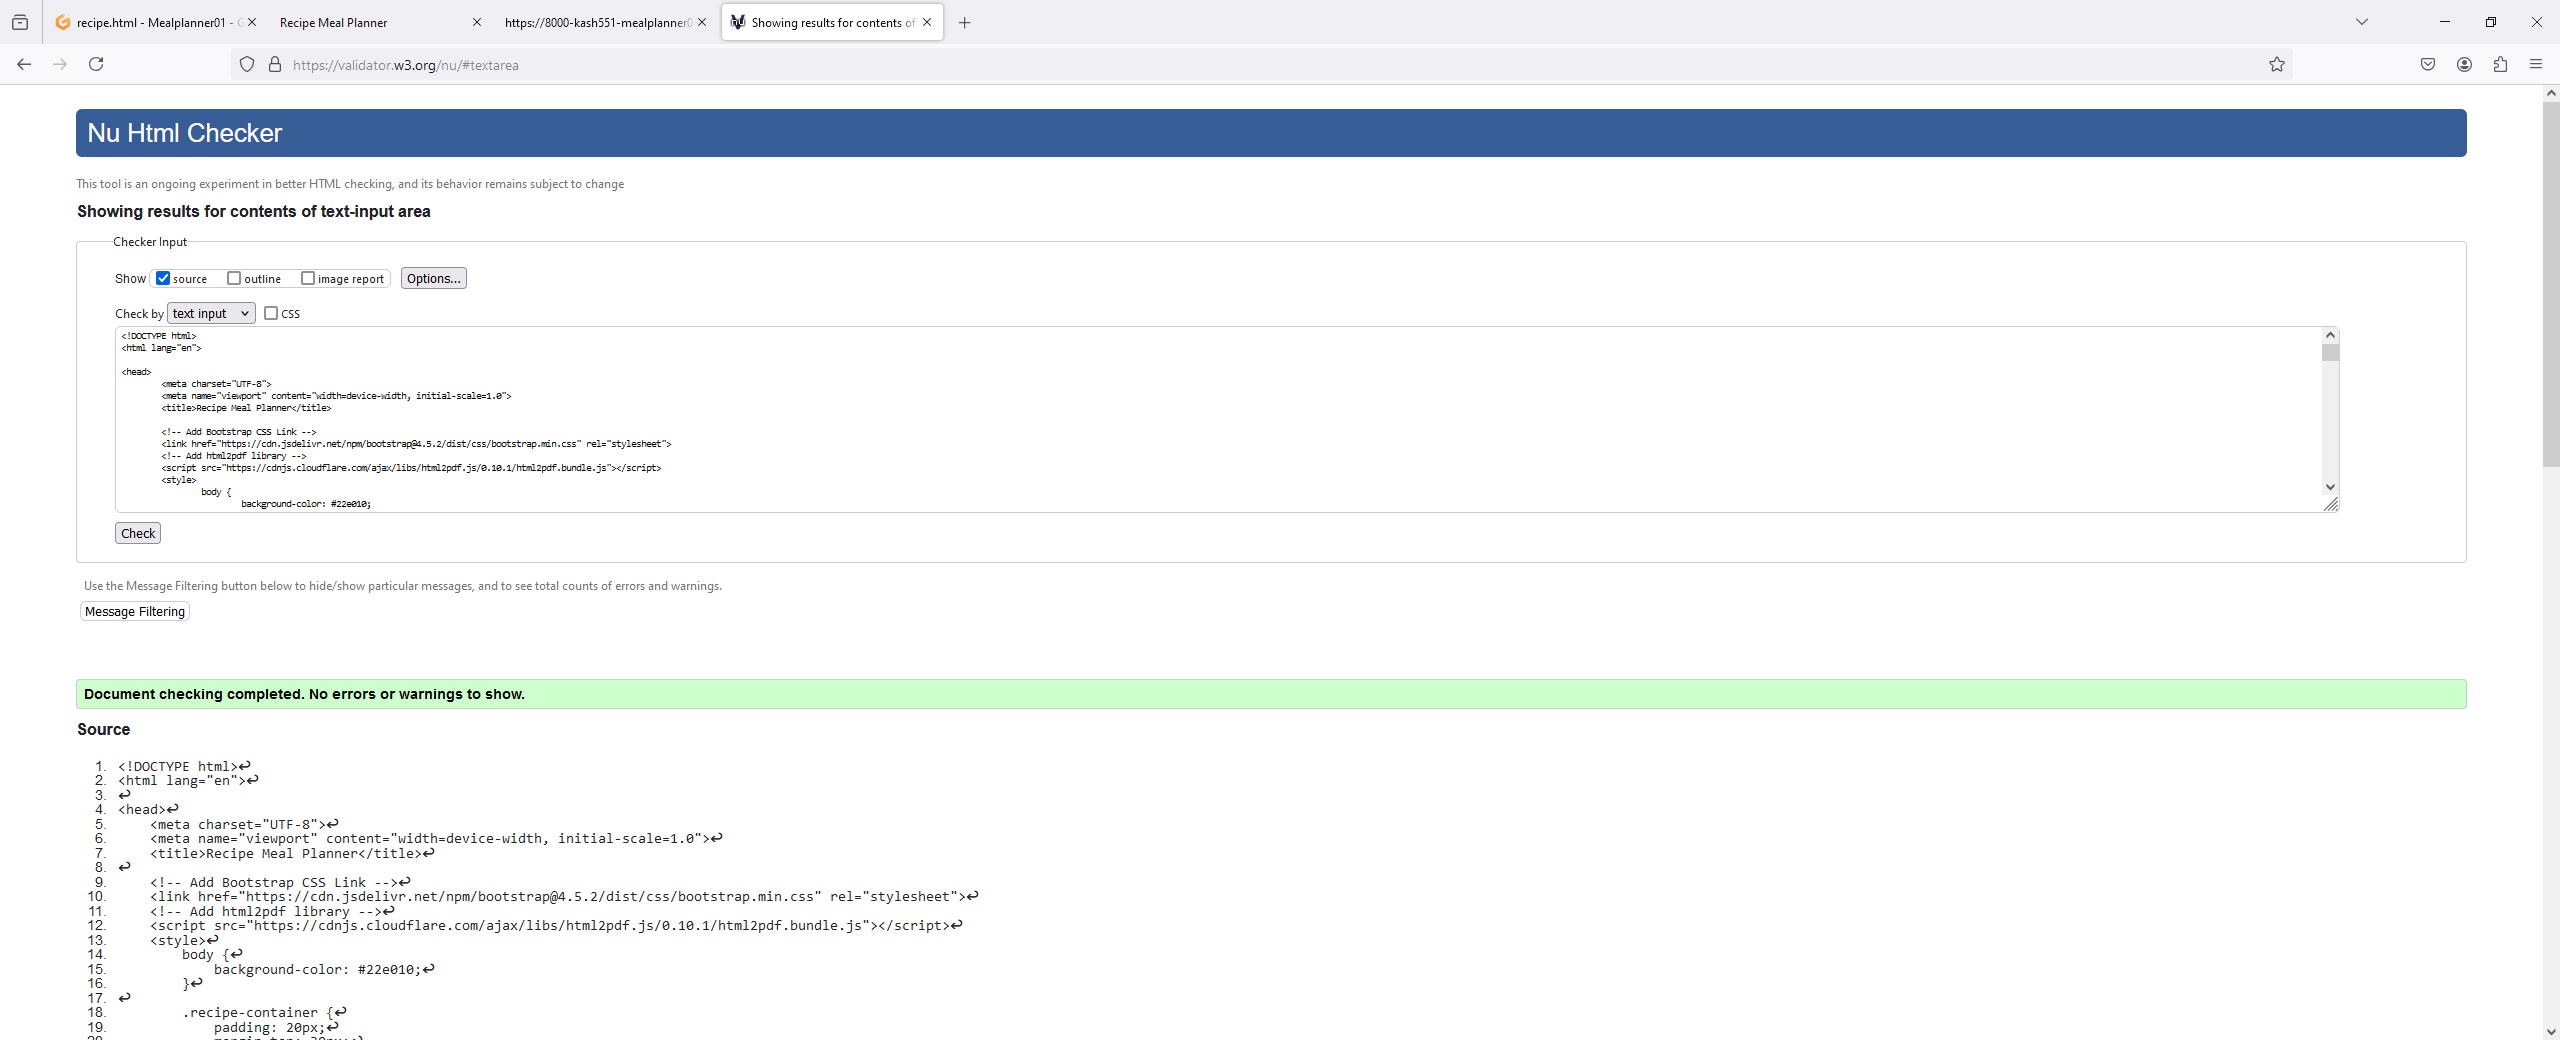 recipe.html - Mealplanner01 - G
Recipe Meal Planner
https://8000-kash551-mealplanner0
Showing results for contents of
https://validator.w3.org/nu/#textarea
Nu Html Checker
This tool is an ongoing experiment in better HTML checking, and its behavior remains subject to change
Showing results for contents of text-input area
Checker Input
Show source outline image report Options...
Check by text input CSS
<!DOCTYPE html>
<html lang="en">
<head>
<meta charset="UTF-8">
<meta name="viewport" content="width=device-width, initial-scale=1.0">
<title>Recipe Meal Planner</title>
<!-- Add Bootstrap CSS Link -->
<link href="https://cdn.jsdelivr.net/npm/bootstrap@4.5.2/dist/css/bootstrap.min.css" rel="stylesheet">
<!-- Add html2pdf library -->
<script src="https://cdnjs.cloudflare.com/ajax/libs/html2pdf.js/0.10.1/html2pdf.bundle.js"></script>
<style>
body {
background-color: #22e010;
Check
Use the Message Filtering button below to hide/show particular messages, and to see total counts of errors and warnings.
Message Filtering
Document checking completed. No errors or warnings to show.
Source
1. <!DOCTYPE html>↩
2. <html lang="en">↩
3. ↩
4. <head>↩
5. <meta charset="UTF-8">↩
6. <meta name="viewport" content="width=device-width, initial-scale=1.0">↩
7. <title>Recipe Meal Planner</title>↩
8. ↩
9. <!-- Add Bootstrap CSS Link -->↩
10. <link href="https://cdn.jsdelivr.net/npm/bootstrap@4.5.2/dist/css/bootstrap.min.css" rel="stylesheet">↩
11. <!-- Add html2pdf library -->↩
12. <script src="https://cdnjs.cloudflare.com/ajax/libs/html2pdf.js/0.10.1/html2pdf.bundle.js"></script>↩
13. <style>↩
14. body {↩
15. background-color: #22e010;↩
16. }↩
17. ↩
18. .recipe-container {↩
19. padding: 20px;↩